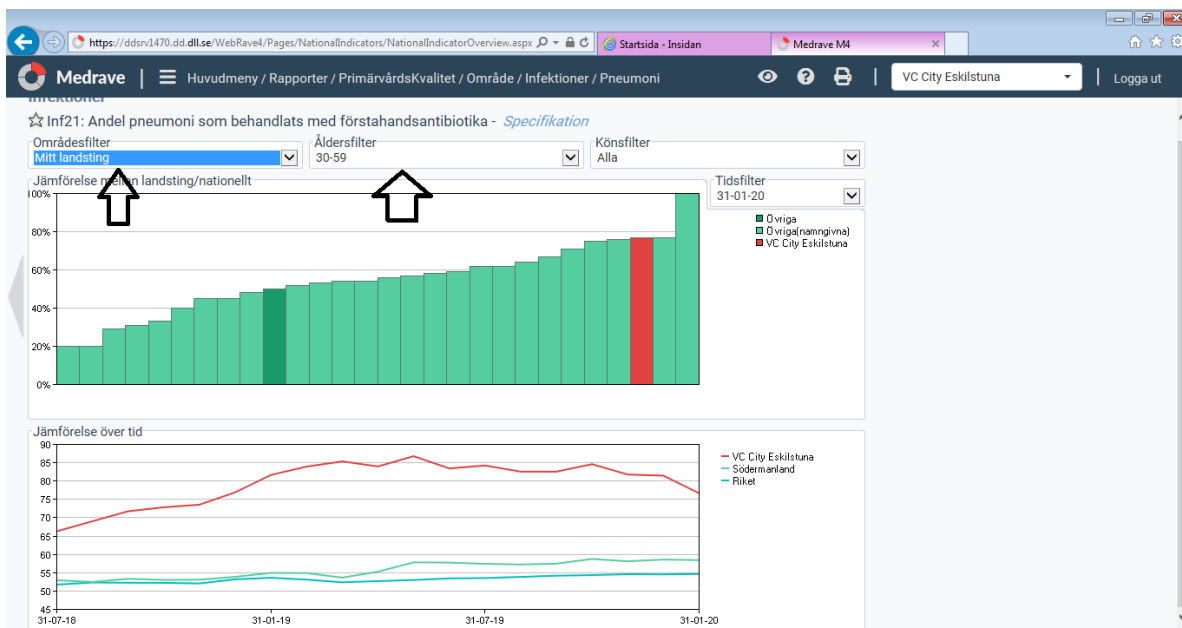 https://ddsrv1470.dd.dll.se/WebRave4/Pages/NationalIndicators/NationalIndicatorOverview.aspx
Startsida - Insidan
Medrave M4
Medrave | Huvudmeny / Rapporter / PrimärvårdsKvalitet / Område / Infektioner / Pneumoni
VC City Eskilstuna
Logga ut
Infektioner
Inf21: Andel pneumoni som behandlats med förstahandsantibiotika - Specifikation
Områdesfilter
Mitt landsting
Åldersfilter
30-59
Könsfilter
Alla
Jämförelse mellan landsting/nationellt
Tidsfilter
31-01-20
100%
80%
60%
40%
20%
0%
Övriga
Övriga(namngivna)
VC City Eskilstuna
Jämförelse över tid
90
85
80
75
70
65
60
55
50
45
31-07-18
31-01-19
31-07-19
31-01-20
VC City Eskilstuna
Södermanland
Riket